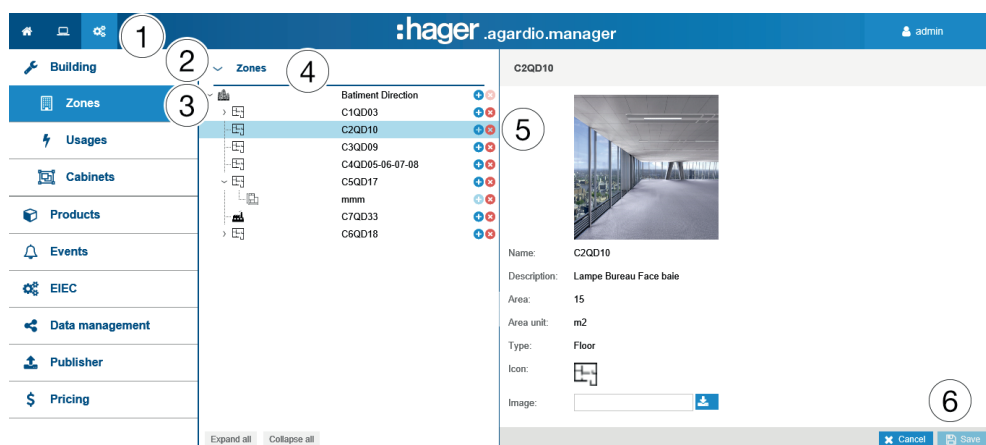 1
:hager .agardio.manager
admin
Building
2
Zones
4
C2QD10
Zones
3
Batiment Direction
C1QD03
C2QD10
5
C3QD09
C4QD05-06-07-08
C5QD17
mmm
C7QD33
C6QD18
Usages
Cabinets
Products
Events
EIEC
Data management
Publisher
$ Pricing
Name: C2QD10
Description: Lampe Bureau Face baie
Area: 15
Area unit: m2
Type: Floor
Icon:
Image:
6
Expand all Collapse all
Cancel Save